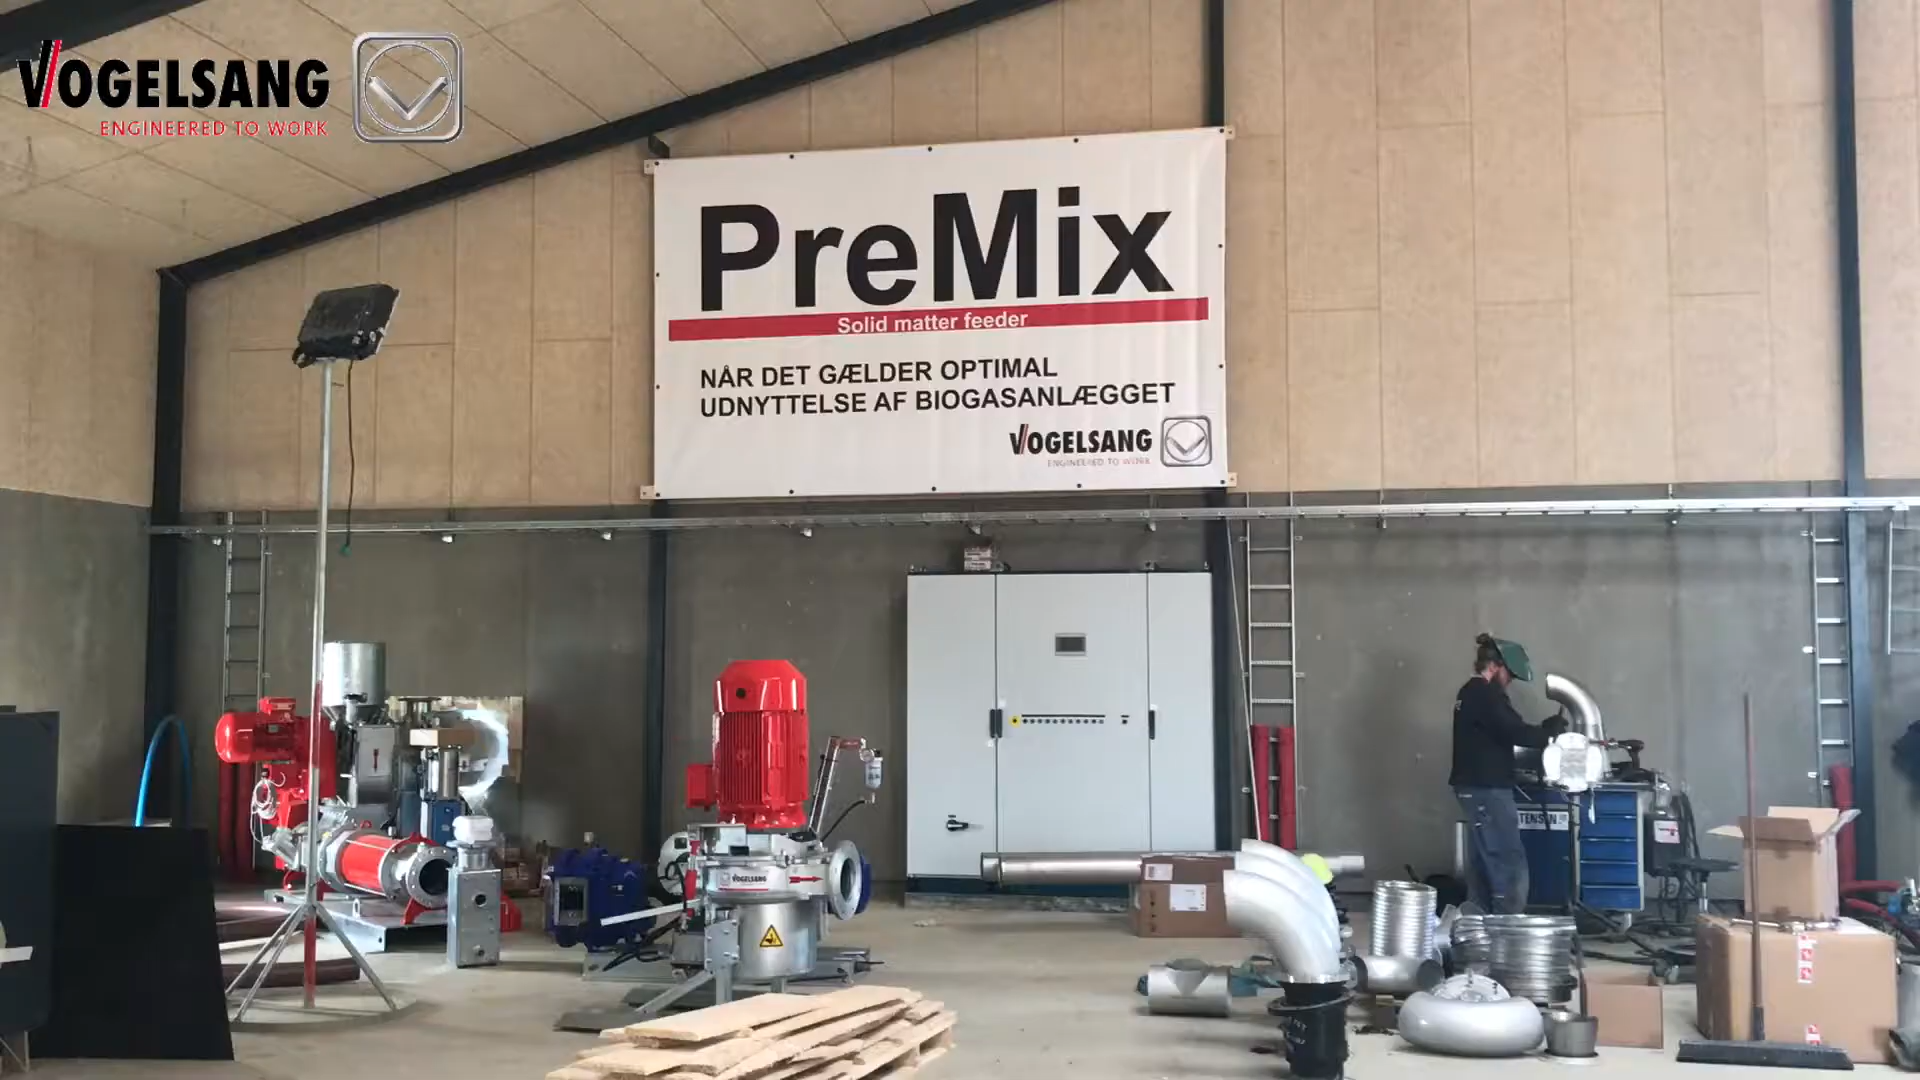 VOGELSANG
ENGINEERED TO WORK
PreMix
Solid matter feeder
NÅR DET GÆLDER OPTIMAL
UDNYTTELSE AF BIOGASANLÆGGET
VOGELSANG
ENGINEERED TO WORK
VOGELSANG